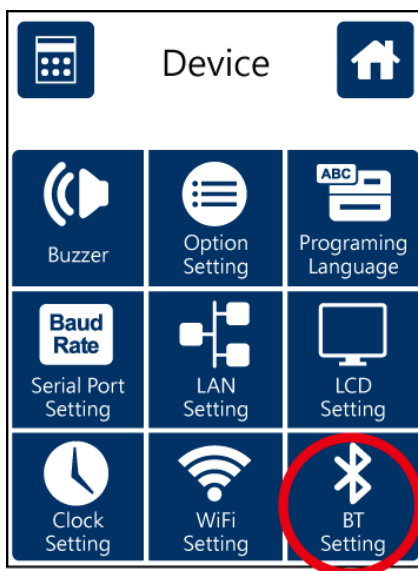 Device
Buzzer
Option
Setting
ABC
Programing
Language
Baud
Rate
Serial Port
Setting
LAN
Setting
LCD
Setting
Clock
Setting
WiFi
Setting
BT
Setting